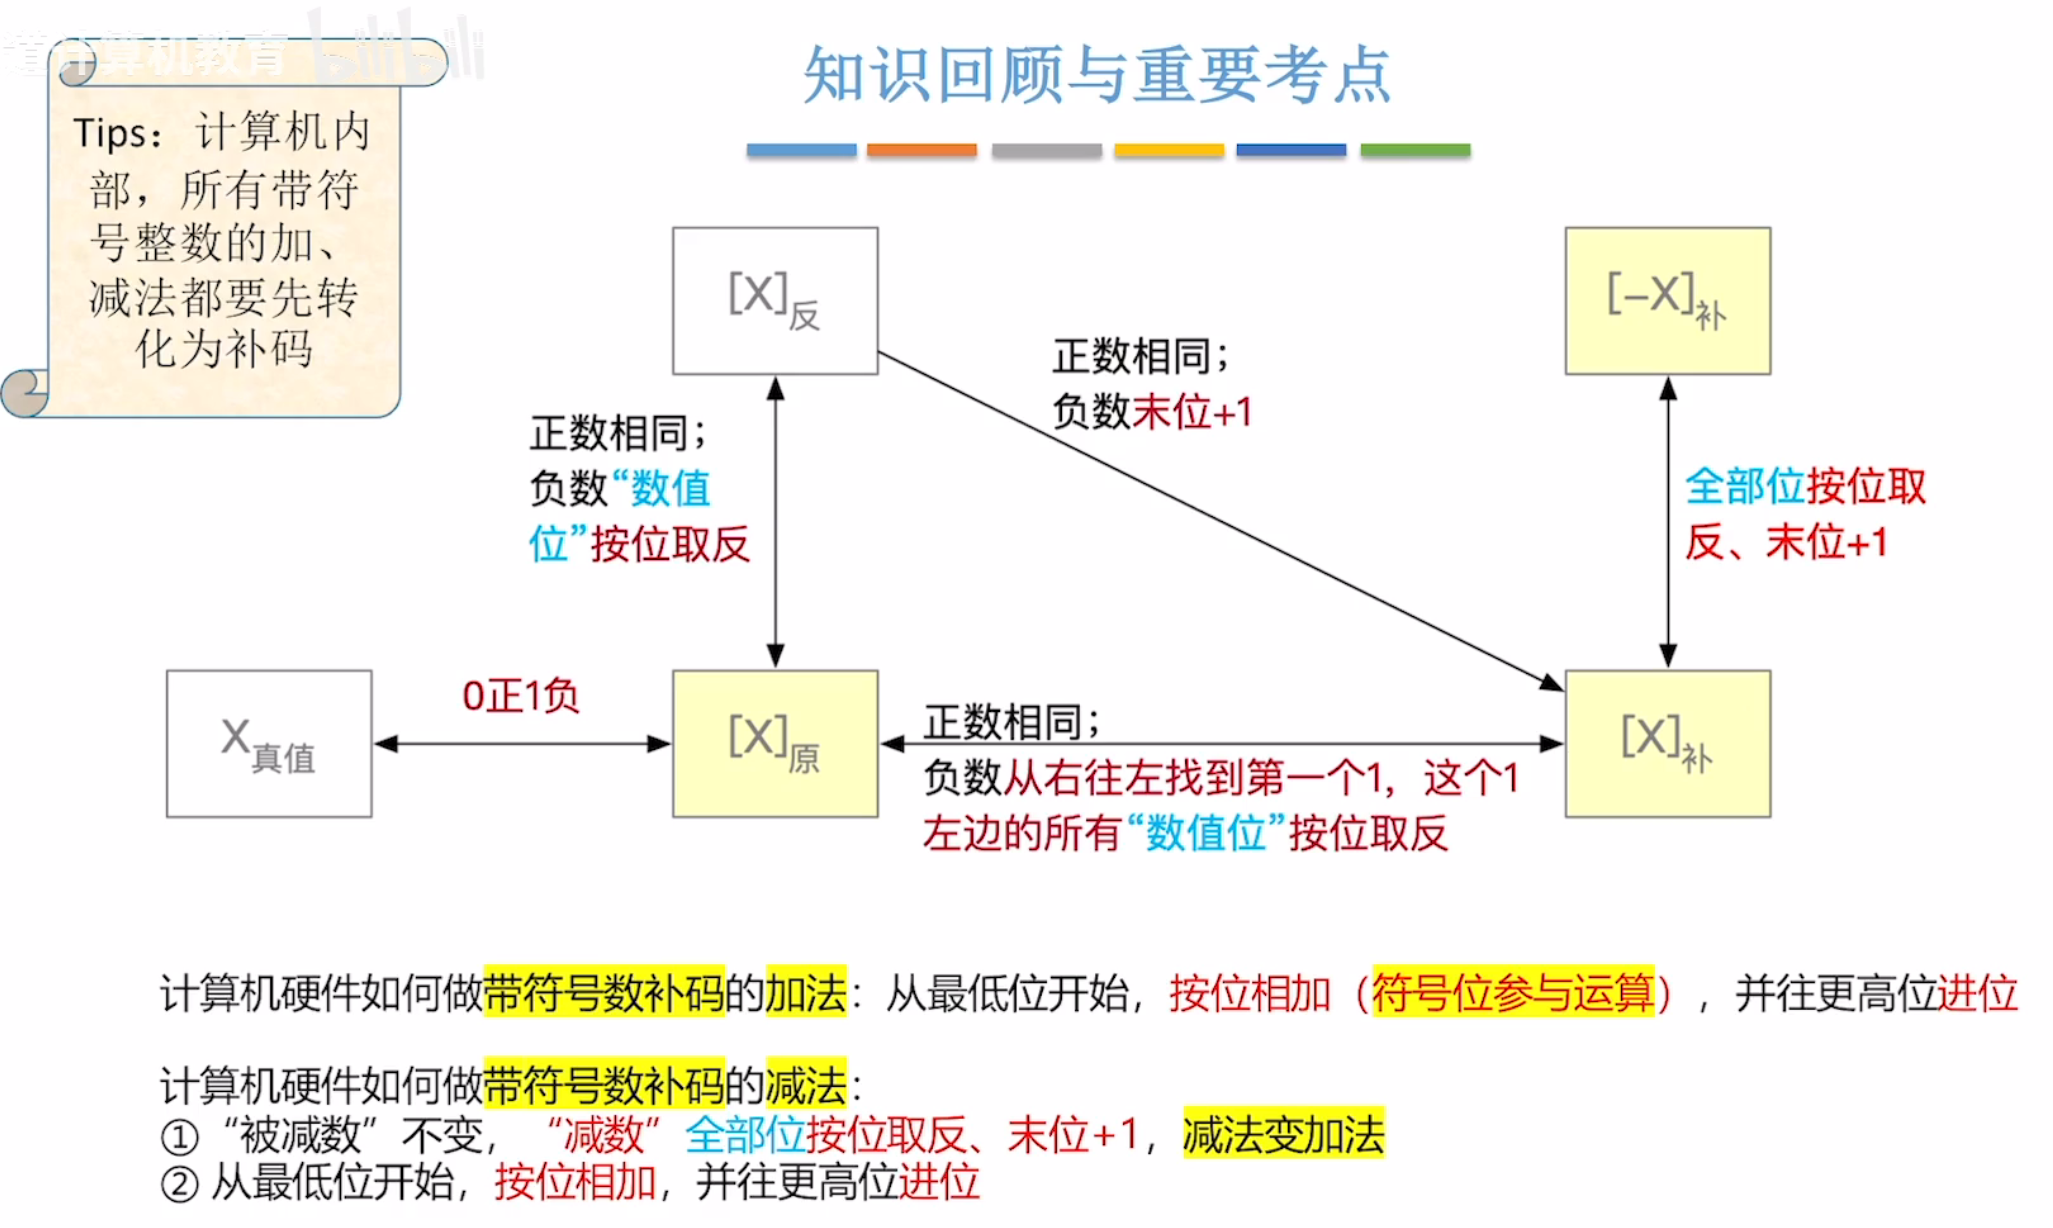 道计算机教育 bilibili
知识回顾与重要考点
Tips：计算机内
部，所有带符
号整数的加、
减法都要先转
化为补码
[X]反
[-X]补
正数相同；
负数末位+1
正数相同；
负数“数值
位”按位取反
全部位按位取
反、末位+1
X真值
0正1负
[X]原
正数相同；
负数从右往左找到第一个1，这个1
左边的所有“数值位”按位取反
[X]补
计算机硬件如何做带符号数补码的加法：从最低位开始，按位相加（符号位参与运算），并往更高位进位
计算机硬件如何做带符号数补码的减法：
① “被减数”不变，“减数”全部位按位取反、末位+1，减法变加法
② 从最低位开始，按位相加，并往更高位进位